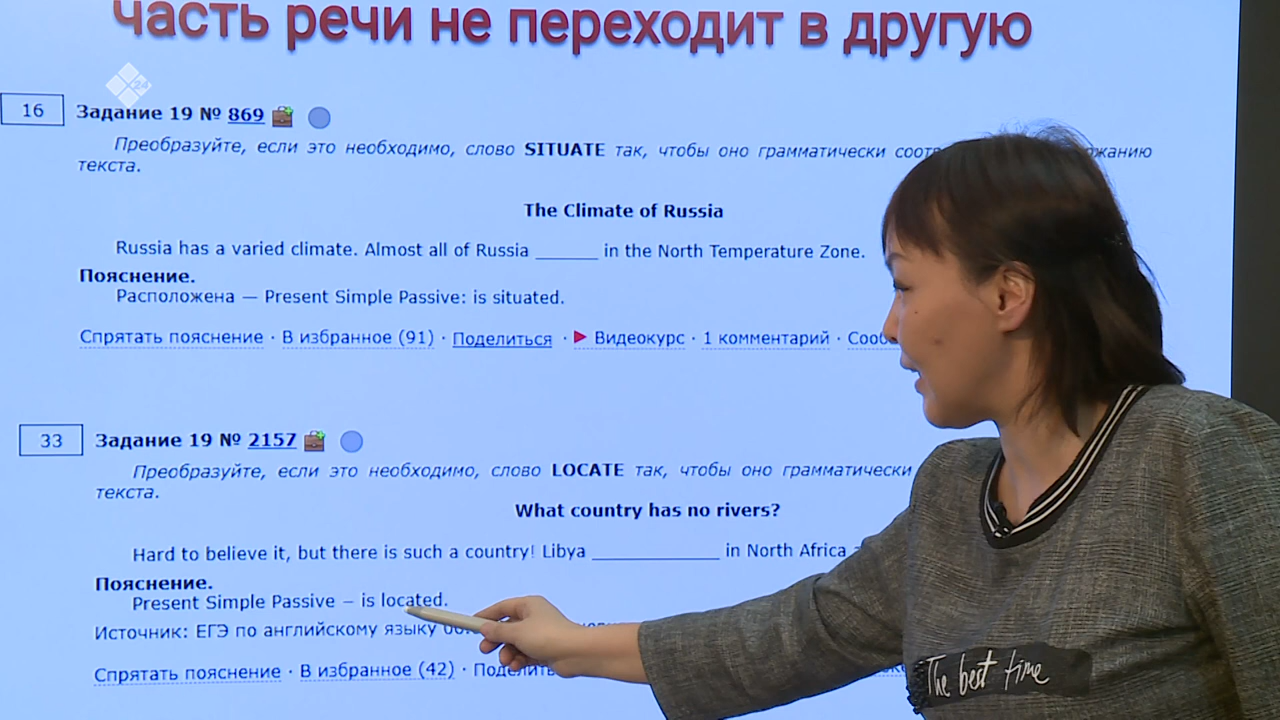 часть речи не переходит в другую
24
16 Задание 19 № 869
Преобразуйте, если это необходимо, слово SITUATE так, чтобы оно грамматически
текста.
The Climate of Russia
Russia has a varied climate. Almost all of Russia ______ in the North Temperature Zone.
Пояснение.
Расположена — Present Simple Passive: is situated.
Спрятать пояснение · В избранное (91) · Поделиться · Видеокурс · 1 комментарий ·
33 Задание 19 № 2157
Преобразуйте, если это необходимо, слово LOCATE так, чтобы оно грамматически
текста.
What country has no rivers?
Hard to believe it, but there is such a country! Libya ____________ in North Africa
Пояснение.
Present Simple Passive – is located.
Источник: ЕГЭ по английскому языку
Спрятать пояснение · В избранное (42) ·
The best time